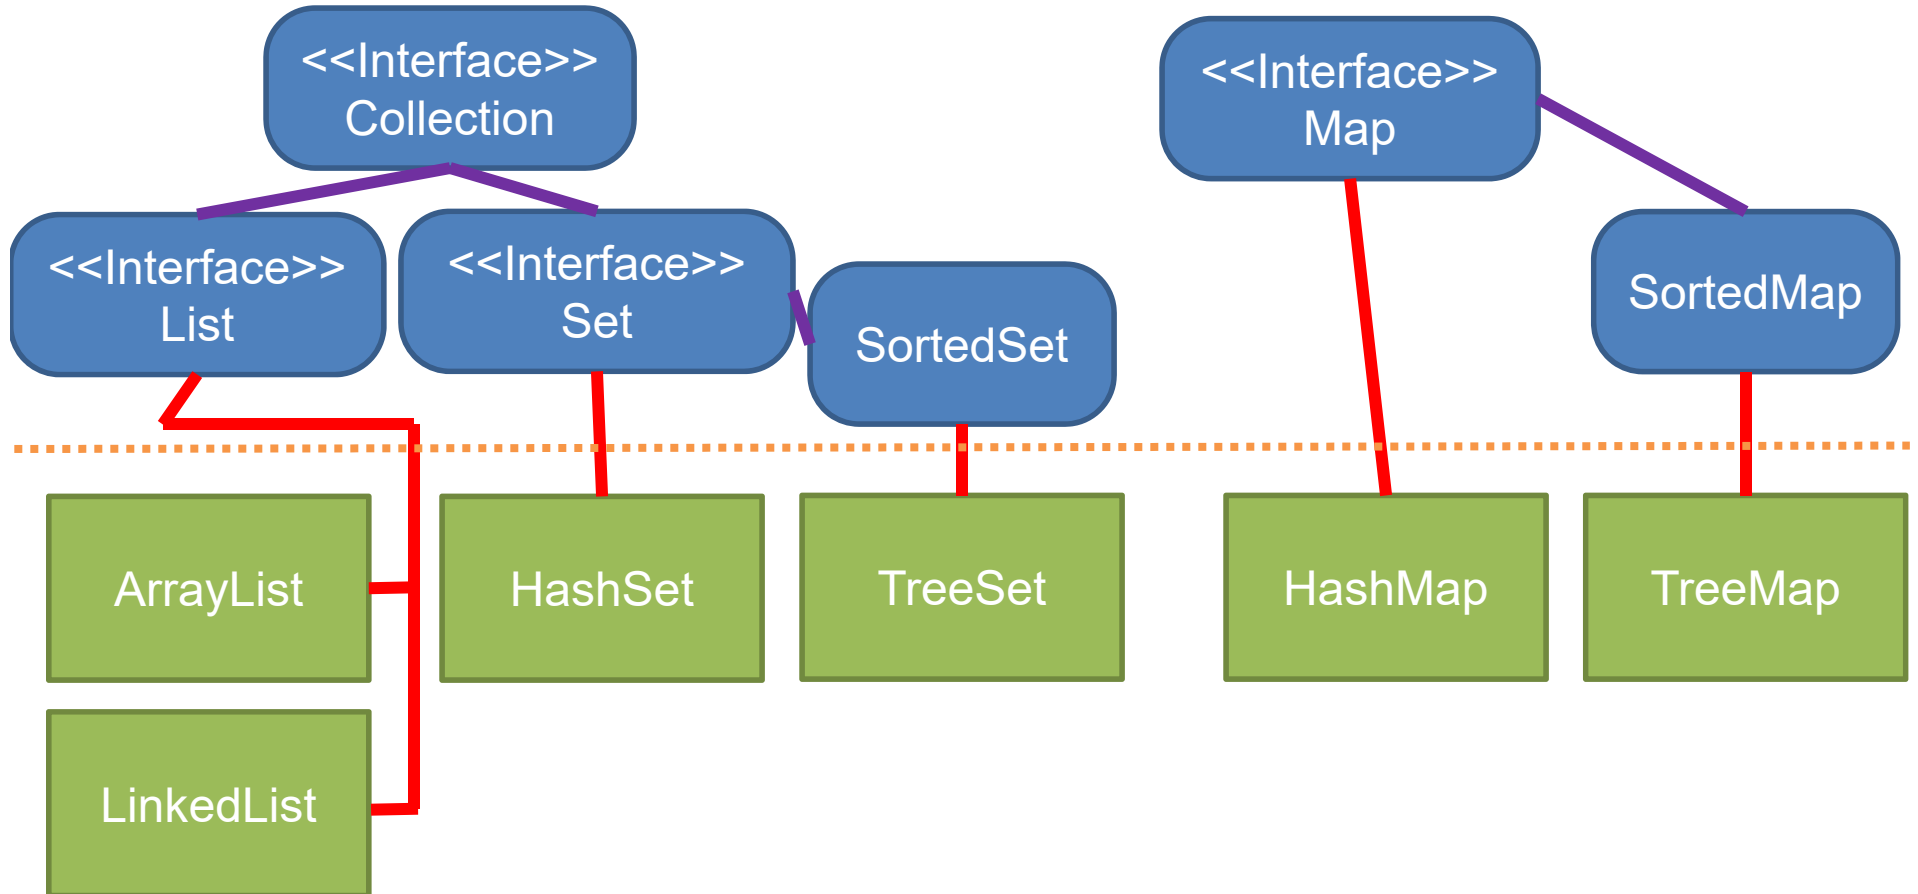 <<Interface>>
Collection
<<Interface>>
Map
<<Interface>>
List
<<Interface>>
Set
SortedSet
SortedMap
ArrayList
HashSet
TreeSet
HashMap
TreeMap
LinkedList